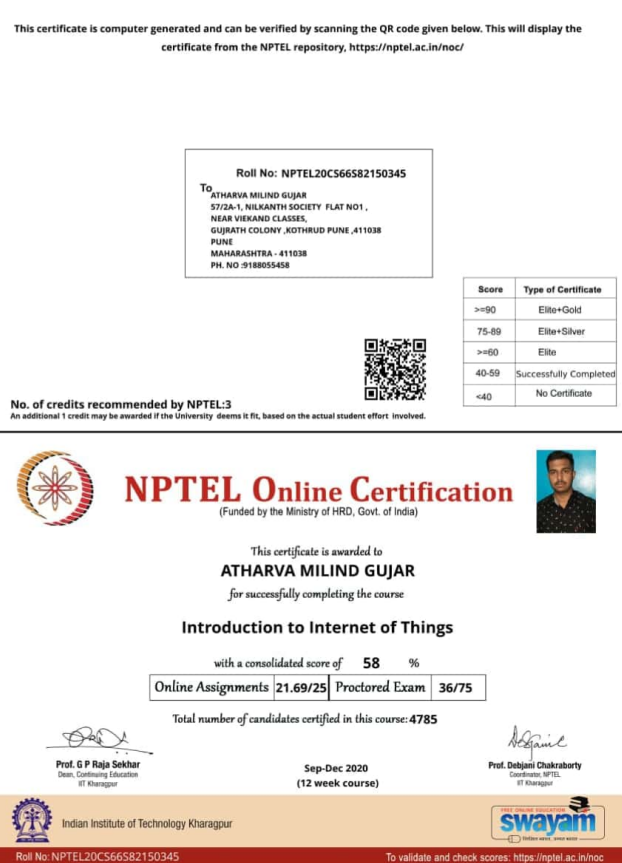 This certificate is computer generated and can be verified by scanning the QR code given below. This will display the
certificate from the NPTEL repository, https://nptel.ac.in/noc/
Roll No: NPTEL20CS66S82150345
To
ATHARVA MILIND GUJAR
57/2A-1, NILKANTH SOCIETY FLAT NO1 ,
NEAR VIEKAND CLASSES,
GUJRATH COLONY ,KOTHRUD PUNE ,411038
PUNE
MAHARASHTRA - 411038
PH. NO :9188055458
Score Type of Certificate
>=90 Elite+Gold
75-89 Elite+Silver
>=60 Elite
40-59 Successfully Completed
<40 No Certificate
No. of credits recommended by NPTEL:3
An additional 1 credit may be awarded if the University deems it fit, based on the actual student effort involved.
NPTEL Online Certification
(Funded by the Ministry of HRD, Govt. of India)
This certificate is awarded to
ATHARVA MILIND GUJAR
for successfully completing the course
Introduction to Internet of Things
with a consolidated score of 58 %
Online Assignments 21.69/25 Proctored Exam 36/75
Total number of candidates certified in this course: 4785
Prof. G P Raja Sekhar
Dean, Continuing Education
IIT Kharagpur
Sep-Dec 2020
(12 week course)
Prof. Debjani Chakraborty
Coordinator, NPTEL
IIT Kharagpur
Indian Institute of Technology Kharagpur
FREE ONLINE EDUCATION
swayam
Roll No: NPTEL20CS66S82150345
To validate and check scores: https://nptel.ac.in/noc